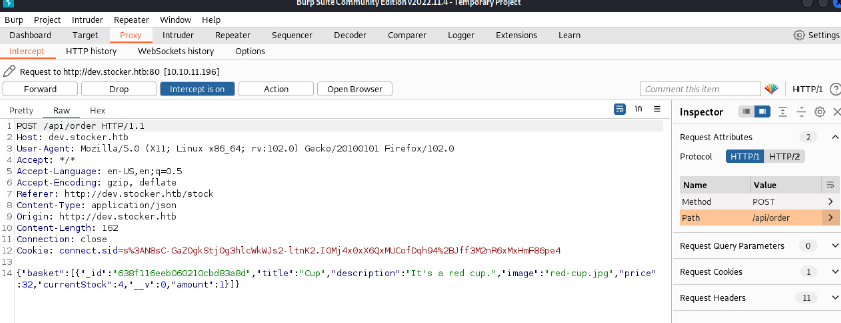 Burp Suite Community Edition v2022.11.4 - Temporary Project
Burp Project Intruder Repeater Window Help
Dashboard Target Proxy Intruder Repeater Sequencer Decoder Comparer Logger Extensions Learn Settings
Intercept HTTP history WebSockets history Options
Request to http://dev.stocker.htb:80 [10.10.11.196]
Forward Drop Intercept is on Action Open Browser Comment this item HTTP/1
Pretty Raw Hex \n
Inspector
1 POST /api/order HTTP/1.1
2 Host: dev.stocker.htb
3 User-Agent: Mozilla/5.0 (X11; Linux x86_64; rv:102.0) Gecko/20100101 Firefox/102.0
4 Accept: */*
5 Accept-Language: en-US,en;q=0.5
6 Accept-Encoding: gzip, deflate
7 Referer: http://dev.stocker.htb/stock
8 Content-Type: application/json
9 Origin: http://dev.stocker.htb
10 Content-Length: 162
11 Connection: close
12 Cookie: connect.sid=s%3AN8sC-GaZOgkStjDg3hlcWkWJs2-ltnK2.IOMj4x0xX6QxMUCofDqh94%2BJff3M2nR6xMxHmF86pe4
13
14 {"basket":[{"_id":"638f116eeb060210cbd83a8d","title":"Cup","description":"It's a red cup.","image":"red-cup.jpg","price"
:32,"currentStock":4,"__v":0,"amount":1}]}
Request Attributes 2
Protocol HTTP/1 HTTP/2
Name Value
Method POST
Path /api/order
Request Query Parameters 0
Request Cookies 1
Request Headers 11